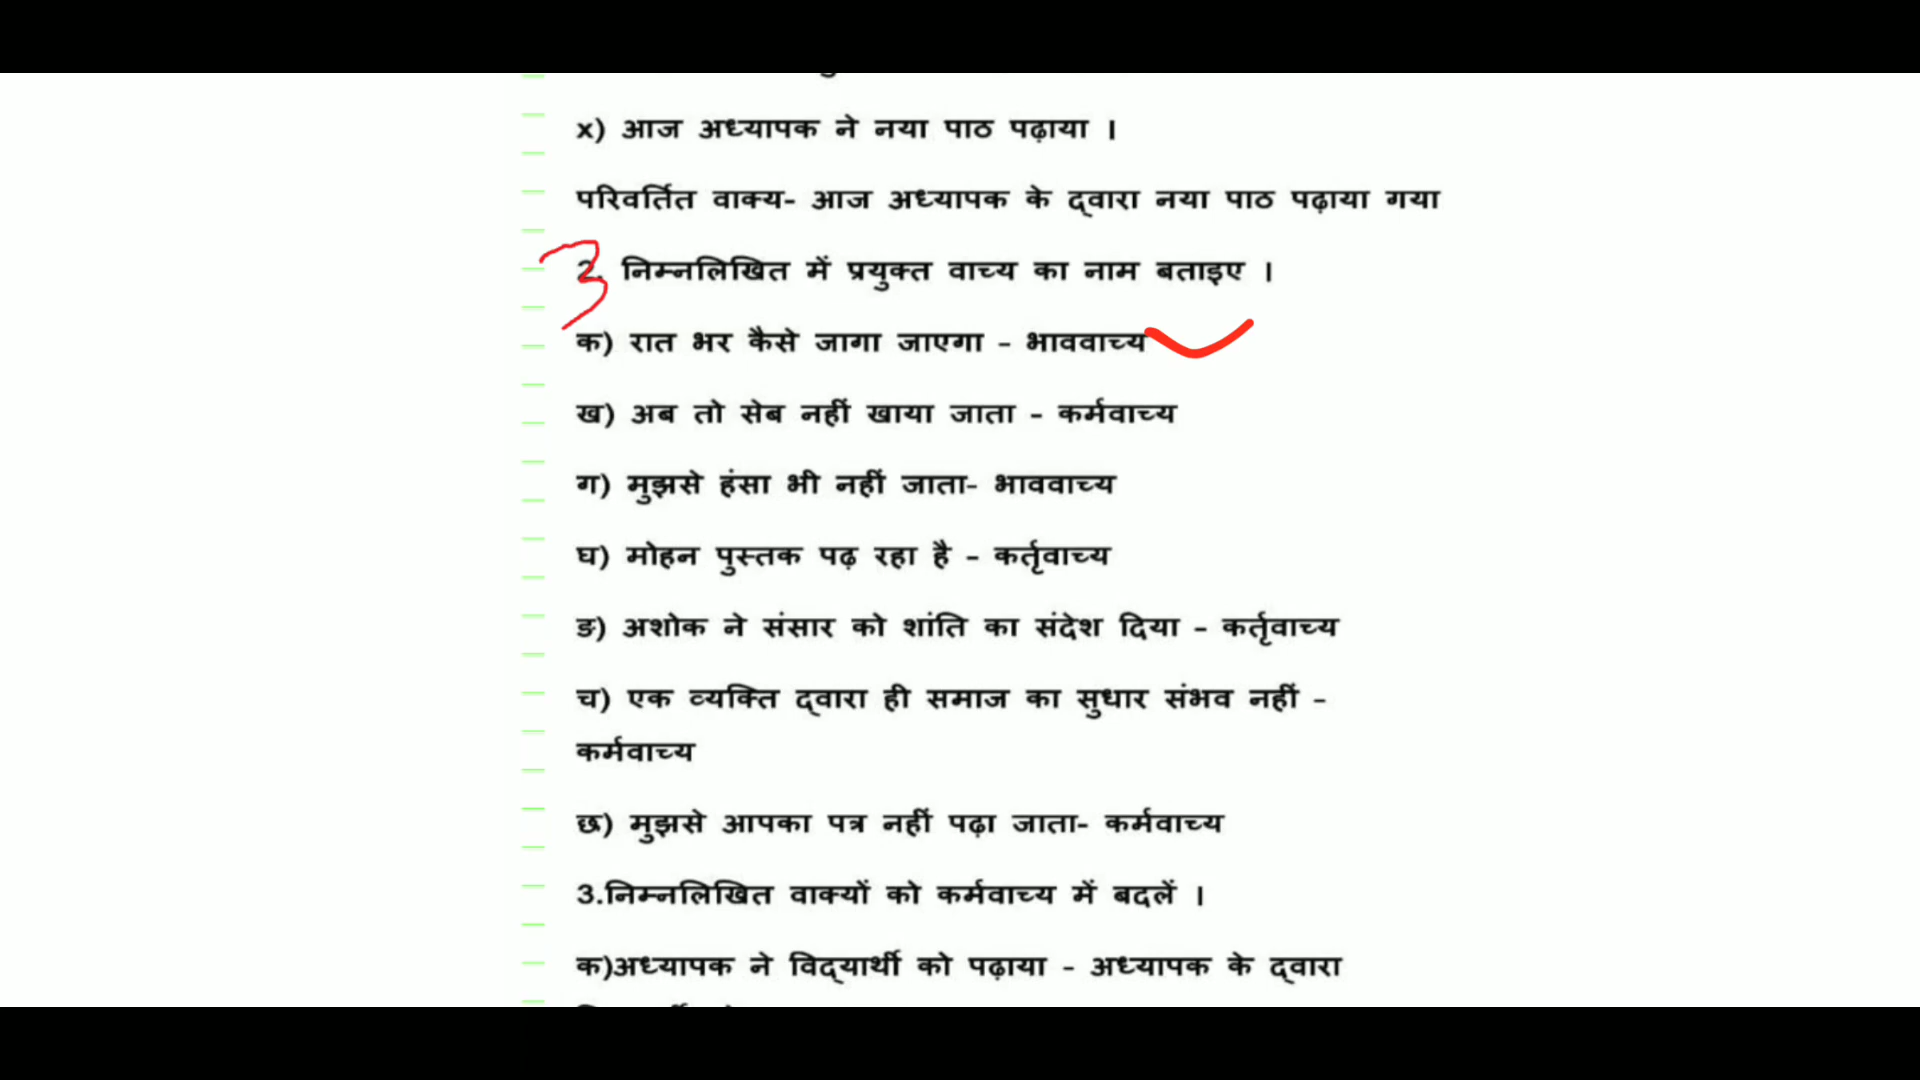 x) आज अध्यापक ने नया पाठ पढ़ाया ।
परिवर्तित वाक्य- आज अध्यापक के द्वारा नया पाठ पढ़ाया गया
3
2. निम्नलिखित में प्रयुक्त वाच्य का नाम बताइए ।
क) रात भर कैसे जागा जाएगा – भाववाच्य
ख) अब तो सेब नहीं खाया जाता – कर्मवाच्य
ग) मुझसे हंसा भी नहीं जाता- भाववाच्य
घ) मोहन पुस्तक पढ़ रहा है – कर्तृवाच्य
ङ) अशोक ने संसार को शांति का संदेश दिया – कर्तृवाच्य
च) एक व्यक्ति द्वारा ही समाज का सुधार संभव नहीं –
कर्मवाच्य
छ) मुझसे आपका पत्र नहीं पढ़ा जाता- कर्मवाच्य
3.निम्नलिखित वाक्यों को कर्मवाच्य में बदलें ।
क)अध्यापक ने विद्यार्थी को पढ़ाया – अध्यापक के द्वारा